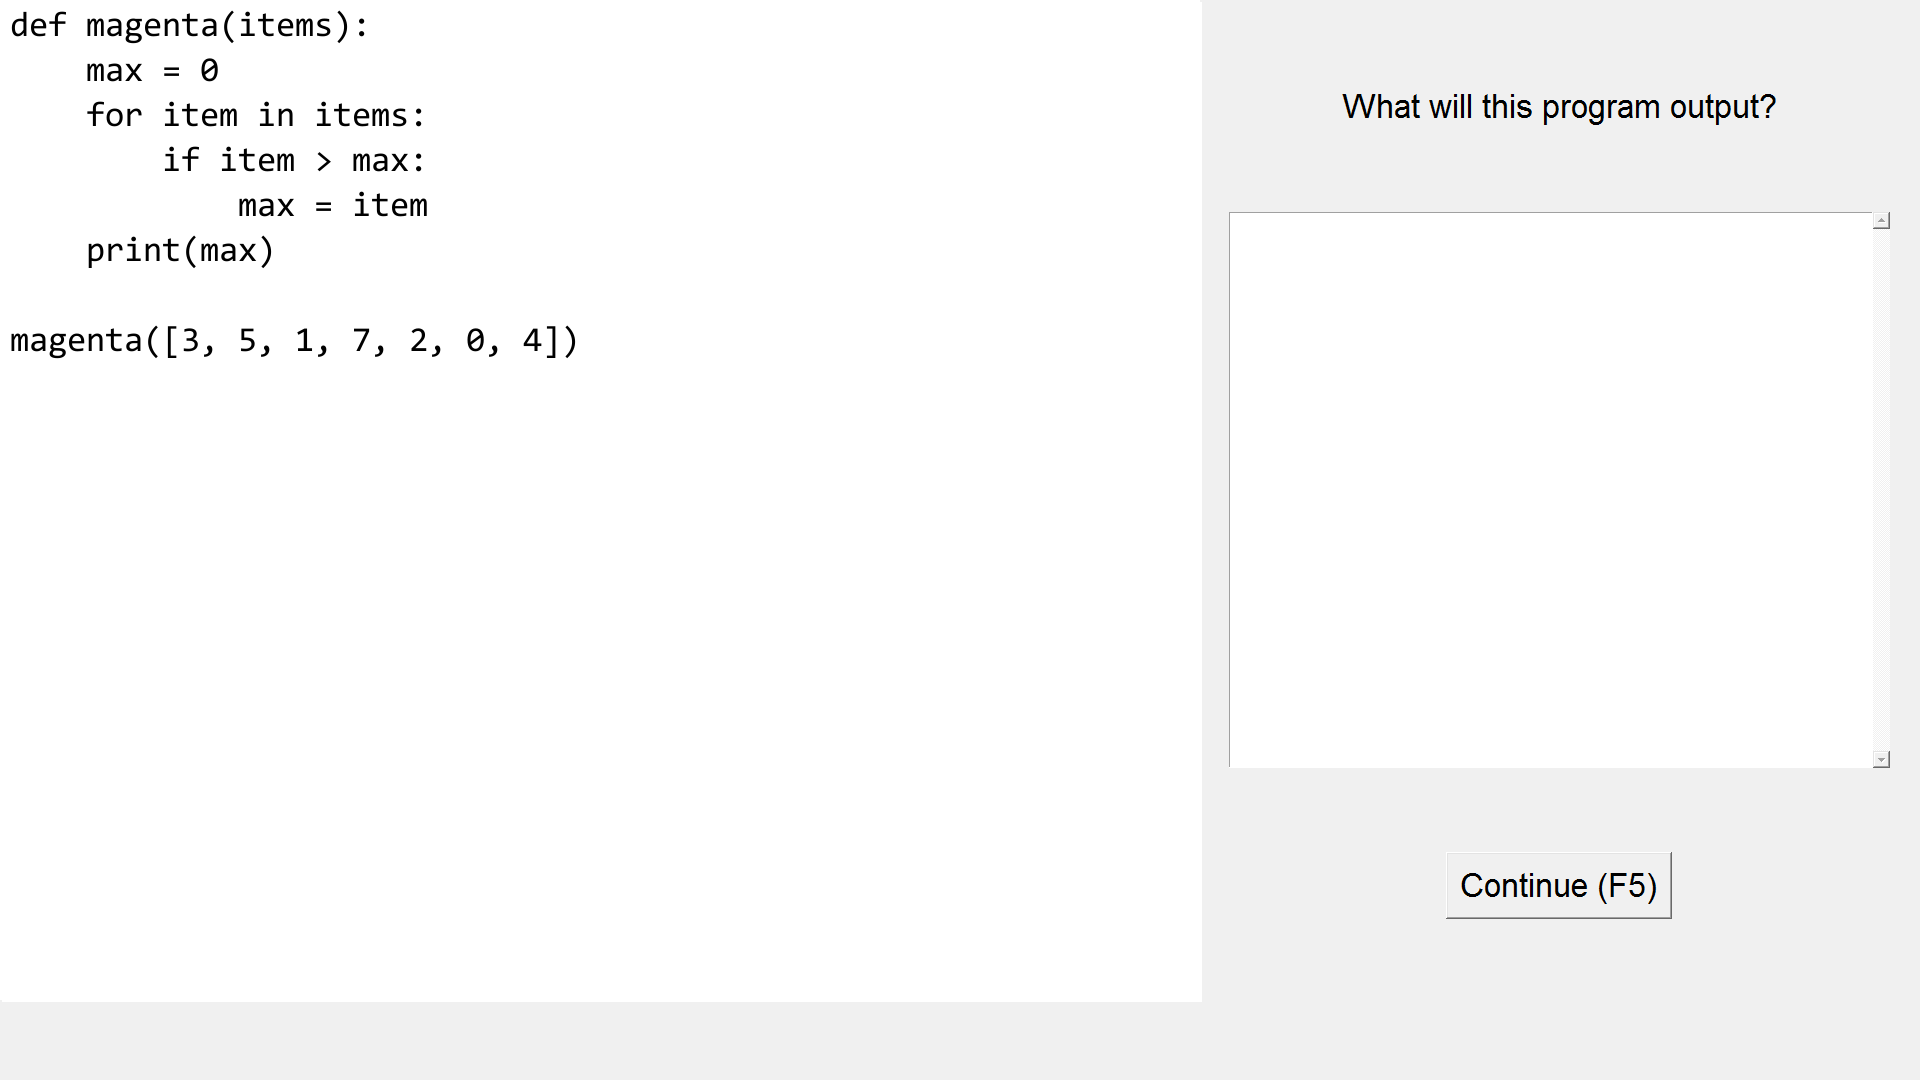 def magenta(items):
    max = 0
    for item in items:
        if item > max:
            max = item
    print(max)

magenta([3, 5, 1, 7, 2, 0, 4])
What will this program output?
Continue (F5)